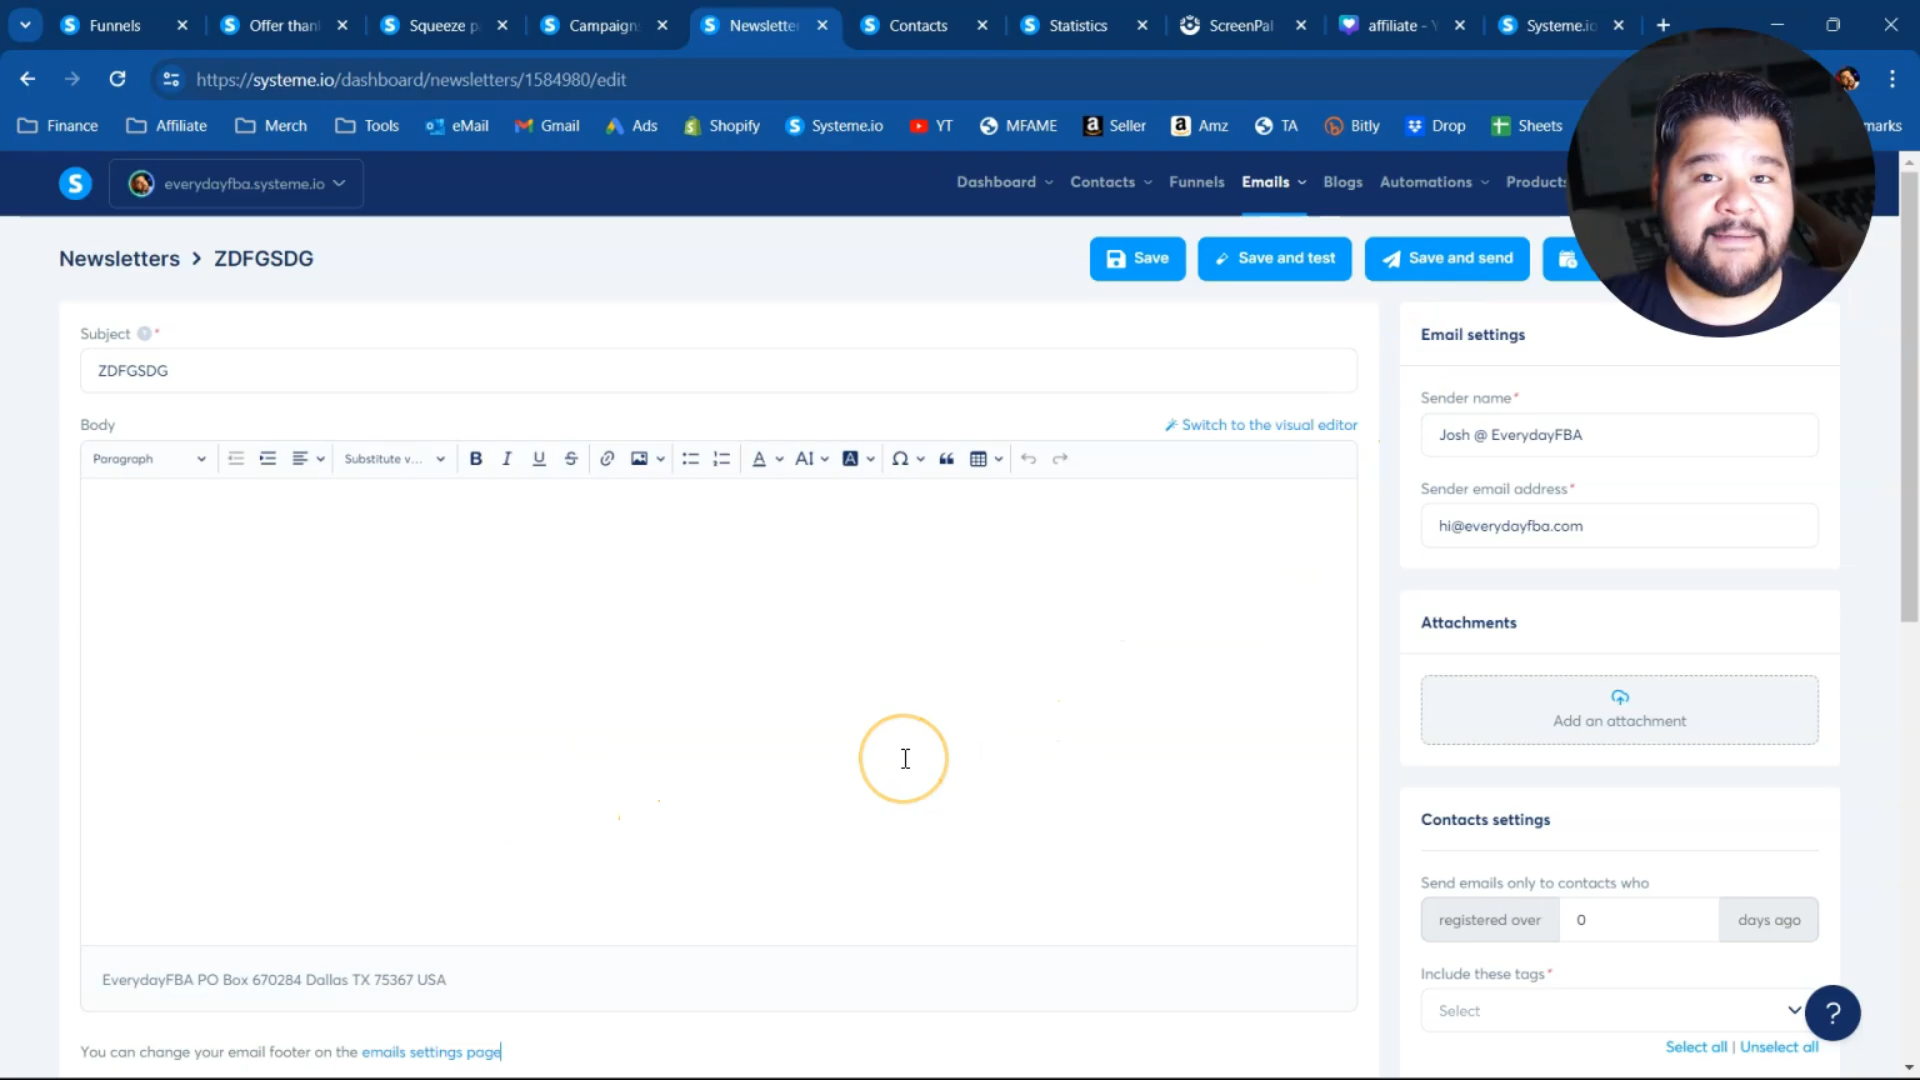 Funnels
Offer than
Squeeze p
Campaign
Newslette
Contacts
Statistics
ScreenPal
affiliate -
Systeme.io
https://systeme.io/dashboard/newsletters/1584980/edit
Finance
Affiliate
Merch
Tools
eMail
Gmail
Ads
Shopify
Systeme.io
YT
MFAME
Seller
Amz
TA
Bitly
Drop
Sheets
marks
everydayfba.systeme.io
Dashboard
Contacts
Funnels
Emails
Blogs
Automations
Products
Newsletters > ZDFGSDG
Save
Save and test
Save and send
Subject ? *
ZDFGSDG
Body
Switch to the visual editor
Paragraph
Substitute v...
EverydayFBA PO Box 670284 Dallas TX 75367 USA
You can change your email footer on the emails settings page
Email settings
Sender name*
Josh @ EverydayFBA
Sender email address*
hi@everydayfba.com
Attachments
Add an attachment
Contacts settings
Send emails only to contacts who
registered over 0 days ago
Include these tags*
Select
?
Select all | Unselect all